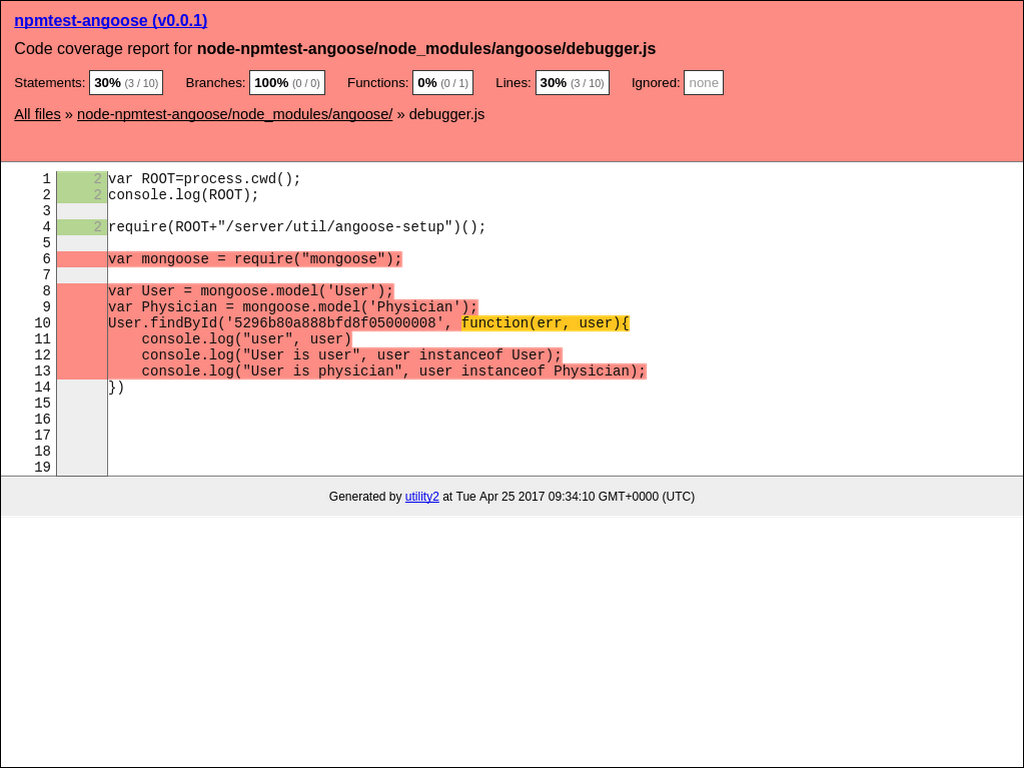 npmtest-angoose (v0.0.1)
Code coverage report for node-npmtest-angoose/node_modules/angoose/debugger.js
Statements: 30% (3 / 10) Branches: 100% (0 / 0) Functions: 0% (0 / 1) Lines: 30% (3 / 10) Ignored: none
All files » node-npmtest-angoose/node_modules/angoose/ » debugger.js
1 2 var ROOT=process.cwd();
2 2 console.log(ROOT);
3
4 2 require(ROOT+"/server/util/angoose-setup")();
5
6 var mongoose = require("mongoose");
7
8 var User = mongoose.model('User');
9 var Physician = mongoose.model('Physician');
10 User.findById('5296b80a888bfd8f05000008', function(err, user){
11     console.log("user", user)
12     console.log("User is user", user instanceof User);
13     console.log("User is physician", user instanceof Physician);
14 })
15
16
17
18
19
Generated by utility2 at Tue Apr 25 2017 09:34:10 GMT+0000 (UTC)